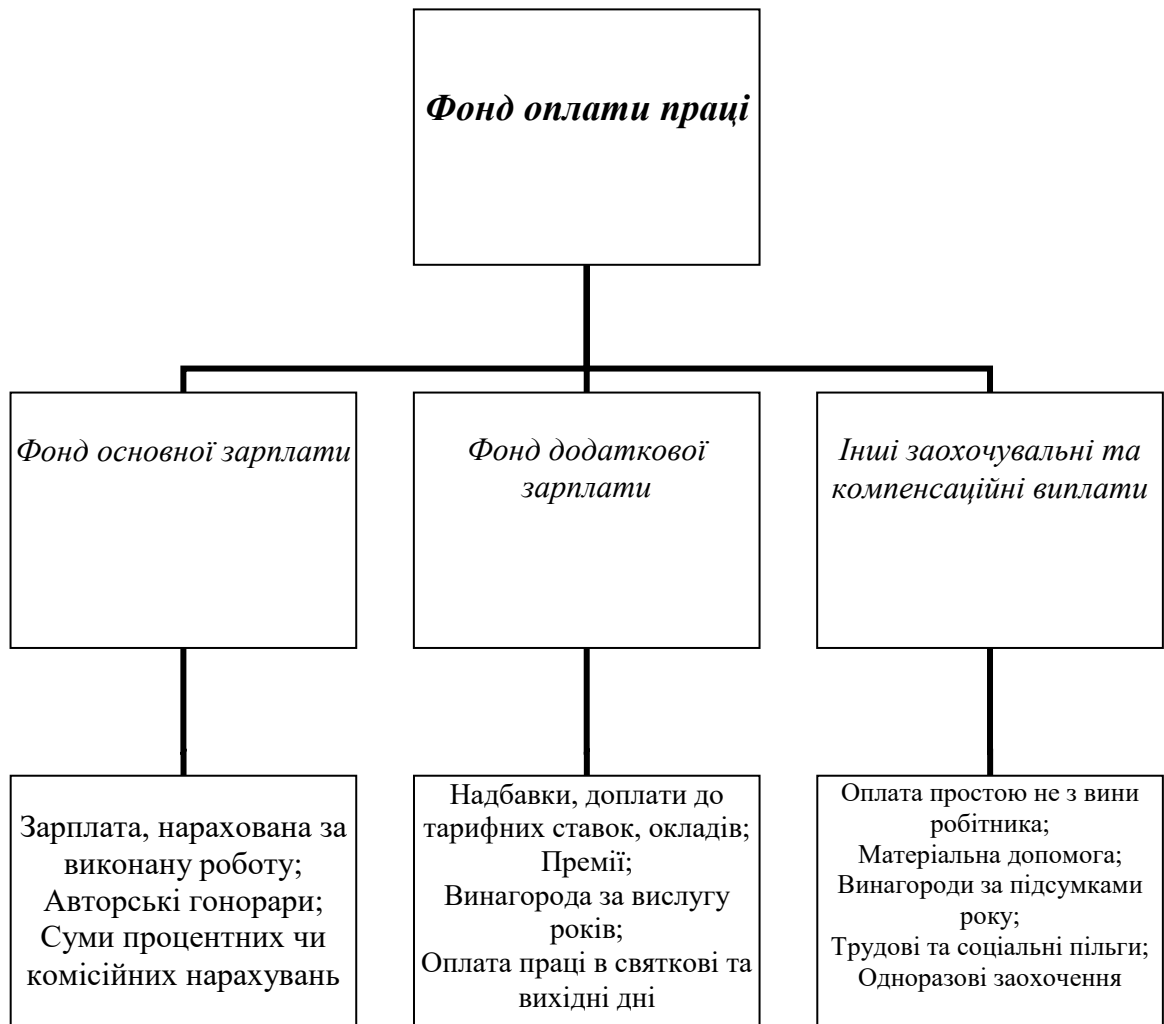 Фонд оплати праці
Фонд основної зарплати
Фонд додаткової
зарплати
Інші заохочувальні та
компенсаційні виплати
Зарплата, нарахована за
виконану роботу;
Авторські гонорари;
Суми процентних чи
комісійних нарахувань
Надбавки, доплати до
тарифних ставок, окладів;
Премії;
Винагорода за вислугу
років;
Оплата праці в святкові та
вихідні дні
Оплата простою не з вини
робітника;
Матеріальна допомога;
Винагороди за підсумками
року;
Трудові та соціальні пільги;
Одноразові заохочення